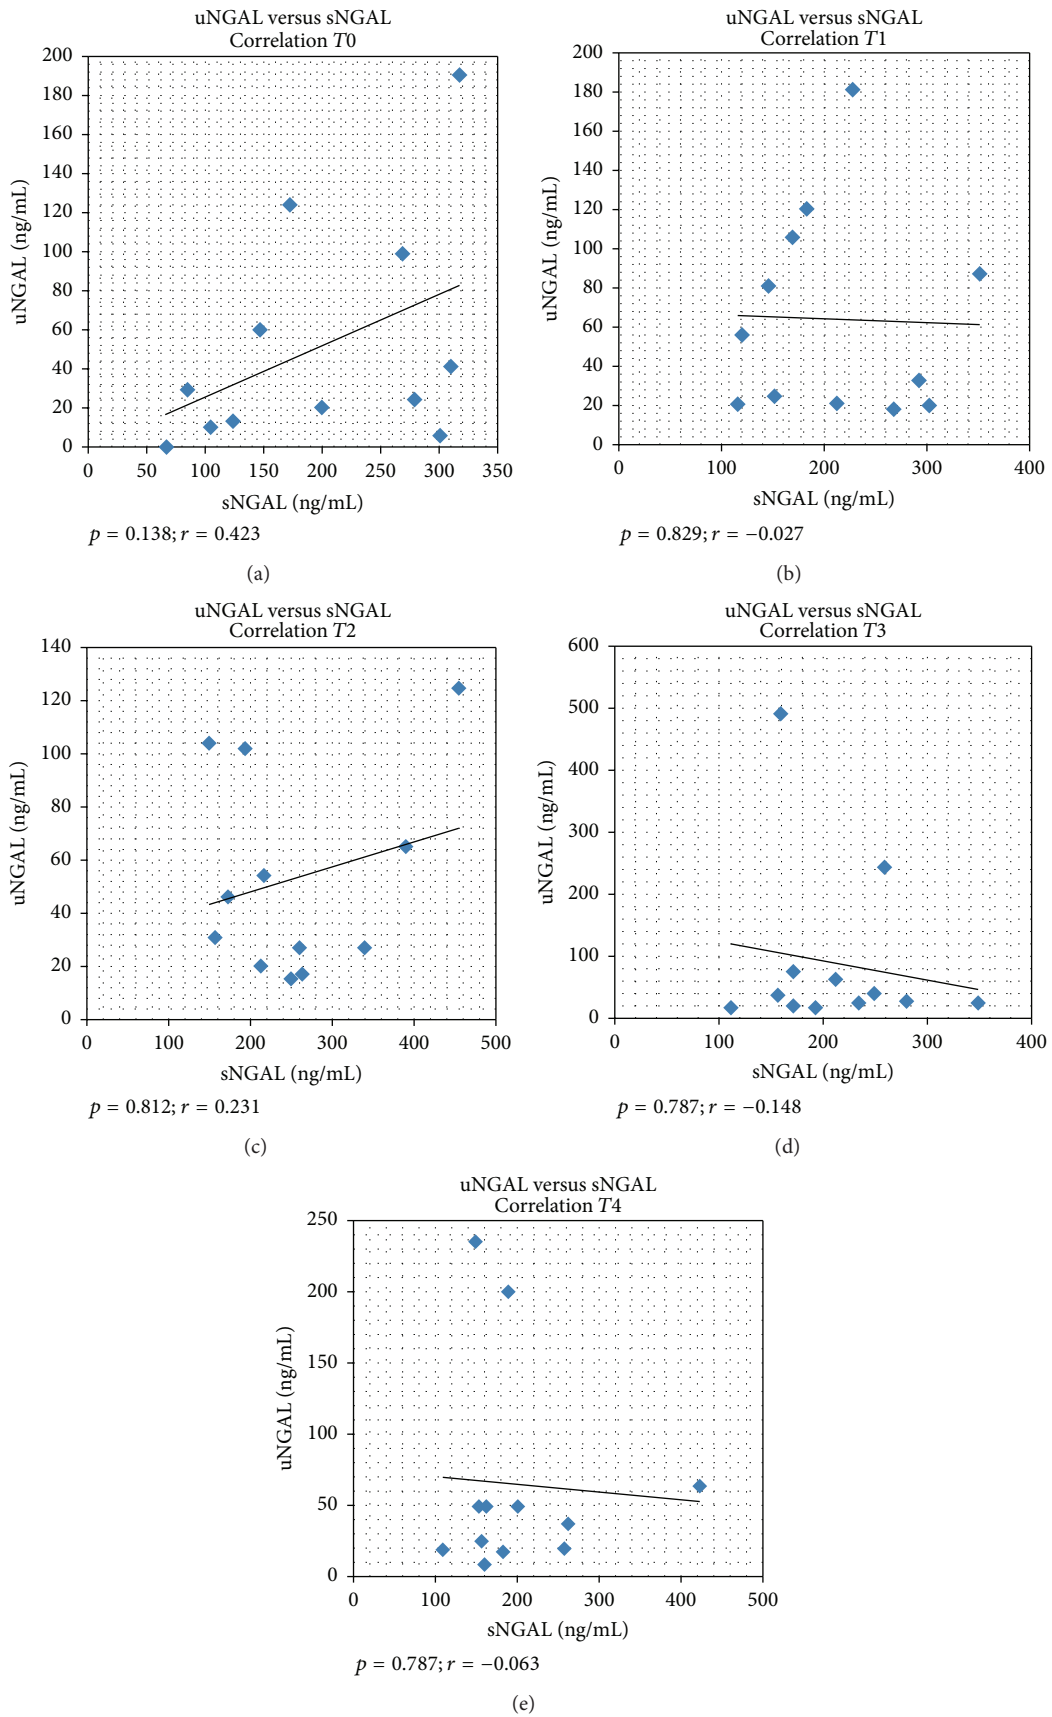 uNGAL versus sNGAL
Correlation T0
200
180
160
140
120
100
80
60
40
20
0
uNGAL (ng/mL)
0 50 100 150 200 250 300 350
sNGAL (ng/mL)
p = 0.138; r = 0.423
(a)
uNGAL versus sNGAL
Correlation T1
200
180
160
140
120
100
80
60
40
20
0
uNGAL (ng/mL)
0 100 200 300 400
sNGAL (ng/mL)
p = 0.829; r = −0.027
(b)
uNGAL versus sNGAL
Correlation T2
140
120
100
80
60
40
20
0
uNGAL (ng/mL)
0 100 200 300 400 500
sNGAL (ng/mL)
p = 0.812; r = 0.231
(c)
uNGAL versus sNGAL
Correlation T3
600
500
400
300
200
100
0
uNGAL (ng/mL)
0 100 200 300 400
sNGAL (ng/mL)
p = 0.787; r = −0.148
(d)
uNGAL versus sNGAL
Correlation T4
250
200
150
100
50
0
uNGAL (ng/mL)
0 100 200 300 400 500
sNGAL (ng/mL)
p = 0.787; r = −0.063
(e)